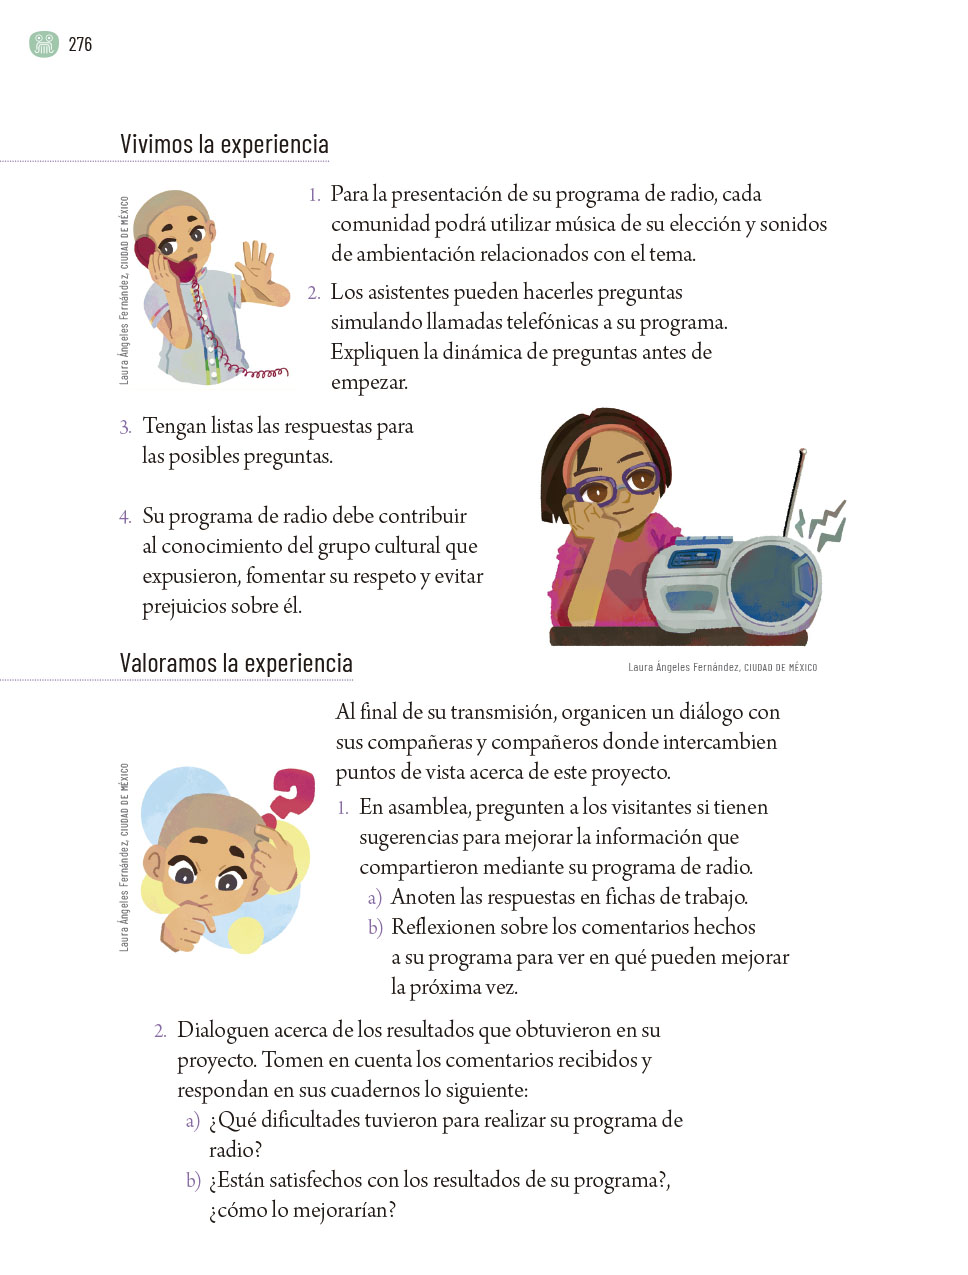 276
Vivimos la experiencia
Laura Ángeles Fernández, CIUDAD DE MÉXICO
1. Para la presentación de su programa de radio, cada
comunidad podrá utilizar música de su elección y sonidos
de ambientación relacionados con el tema.
2. Los asistentes pueden hacerles preguntas
simulando llamadas telefónicas a su programa.
Expliquen la dinámica de preguntas antes de
empezar.
3. Tengan listas las respuestas para
las posibles preguntas.
4. Su programa de radio debe contribuir
al conocimiento del grupo cultural que
expusieron, fomentar su respeto y evitar
prejuicios sobre él.
Laura Ángeles Fernández, CIUDAD DE MÉXICO
Valoramos la experiencia
Al final de su transmisión, organicen un diálogo con
sus compañeras y compañeros donde intercambien
puntos de vista acerca de este proyecto.
Laura Ángeles Fernández, CIUDAD DE MÉXICO
1. En asamblea, pregunten a los visitantes si tienen
sugerencias para mejorar la información que
compartieron mediante su programa de radio.
a) Anoten las respuestas en fichas de trabajo.
b) Reflexionen sobre los comentarios hechos
a su programa para ver en qué pueden mejorar
la próxima vez.
2. Dialoguen acerca de los resultados que obtuvieron en su
proyecto. Tomen en cuenta los comentarios recibidos y
respondan en sus cuadernos lo siguiente:
a) ¿Qué dificultades tuvieron para realizar su programa de
radio?
b) ¿Están satisfechos con los resultados de su programa?,
¿cómo lo mejorarían?